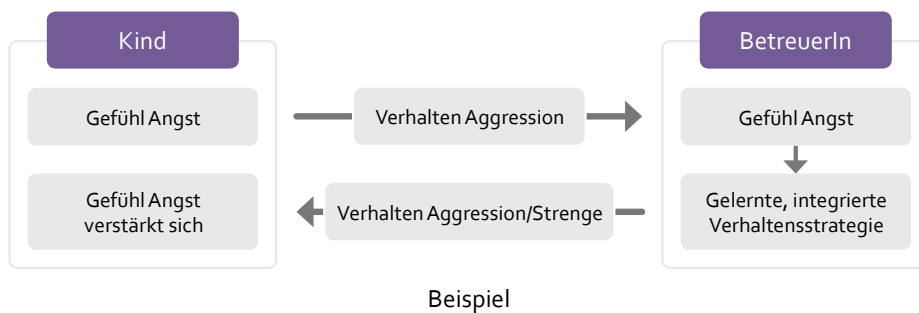 Kind
BetreuerIn
Gefühl Angst
Verhalten Aggression
Gefühl Angst
Gefühl Angst
verstärkt sich
Verhalten Aggression/Strenge
Gelernte, integrierte
Verhaltensstrategie
Beispiel